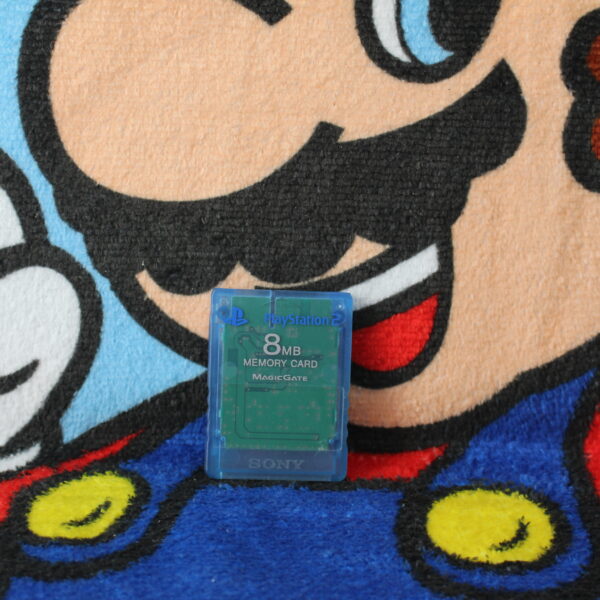 PlayStation 2
8MB
MEMORY CARD
MAGICGATE
SONY